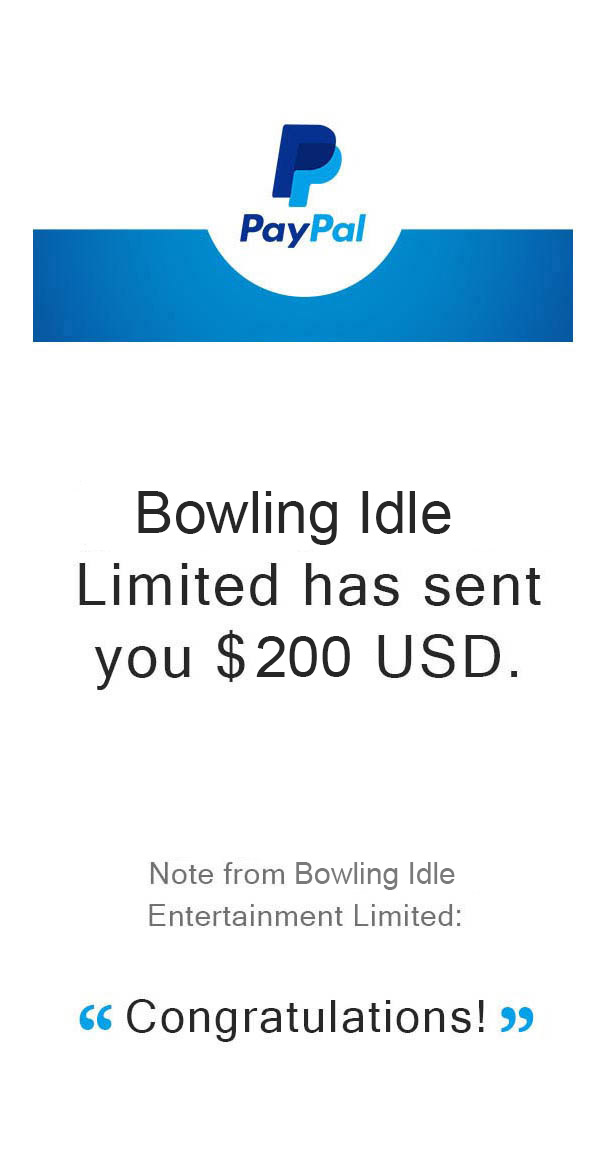 PayPal
Bowling Idle
Limited has sent
you $200 USD.
Note from Bowling Idle
Entertainment Limited:
“ Congratulations! ”